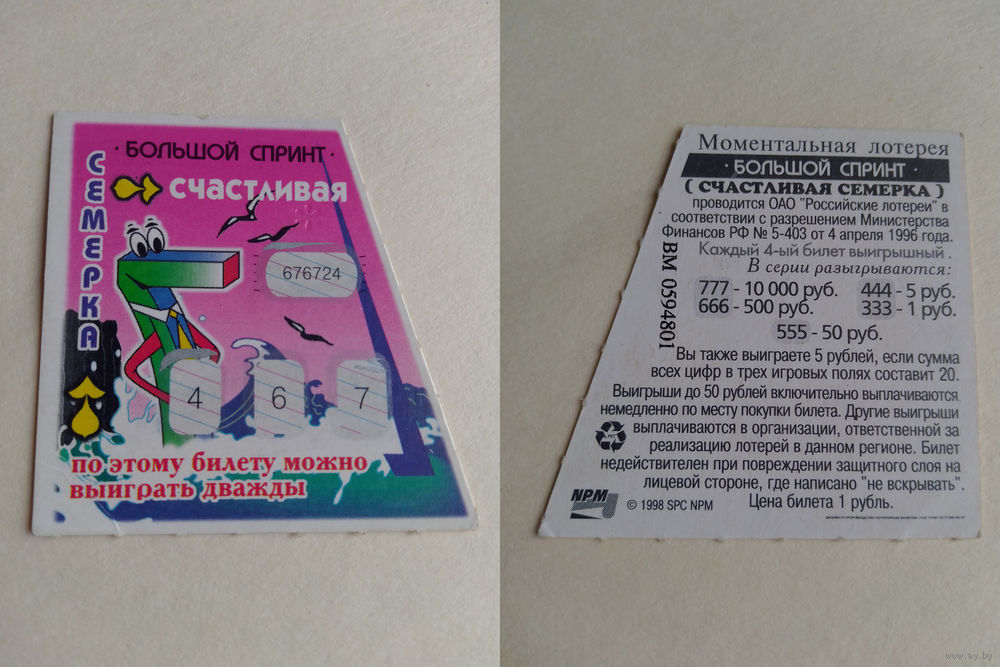 · БОЛЬШОЙ СПРИНТ ·
счастливая
СЕМЕРКА
676724
4 6 7
по этому билету можно
выиграть дважды
Моментальная лотерея
· БОЛЬШОЙ СПРИНТ ·
( СЧАСТЛИВАЯ СЕМЕРКА )
проводится ОАО "Российские лотереи" в
соответствии с разрешением Министерства
Финансов РФ № 5-403 от 4 апреля 1996 года.
Каждый 4-ый билет выигрышный .
В серии разыгрываются:
777 - 10 000 руб. 444 - 5 руб.
666 - 500 руб. 333 - 1 руб.
555 - 50 руб.
ВМ 0594801
Вы также выиграете 5 рублей, если сумма
всех цифр в трех игровых полях составит 20.
Выигрыши до 50 рублей включительно выплачиваются
немедленно по месту покупки билета. Другие выигрыши
выплачиваются в организации, ответственной за
реализацию лотерей в данном регионе. Билет
недействителен при повреждении защитного слоя на
лицевой стороне, где написано "не вскрывать".
Цена билета 1 рубль.
NPM
© 1998 SPC NPM
www.ay.by